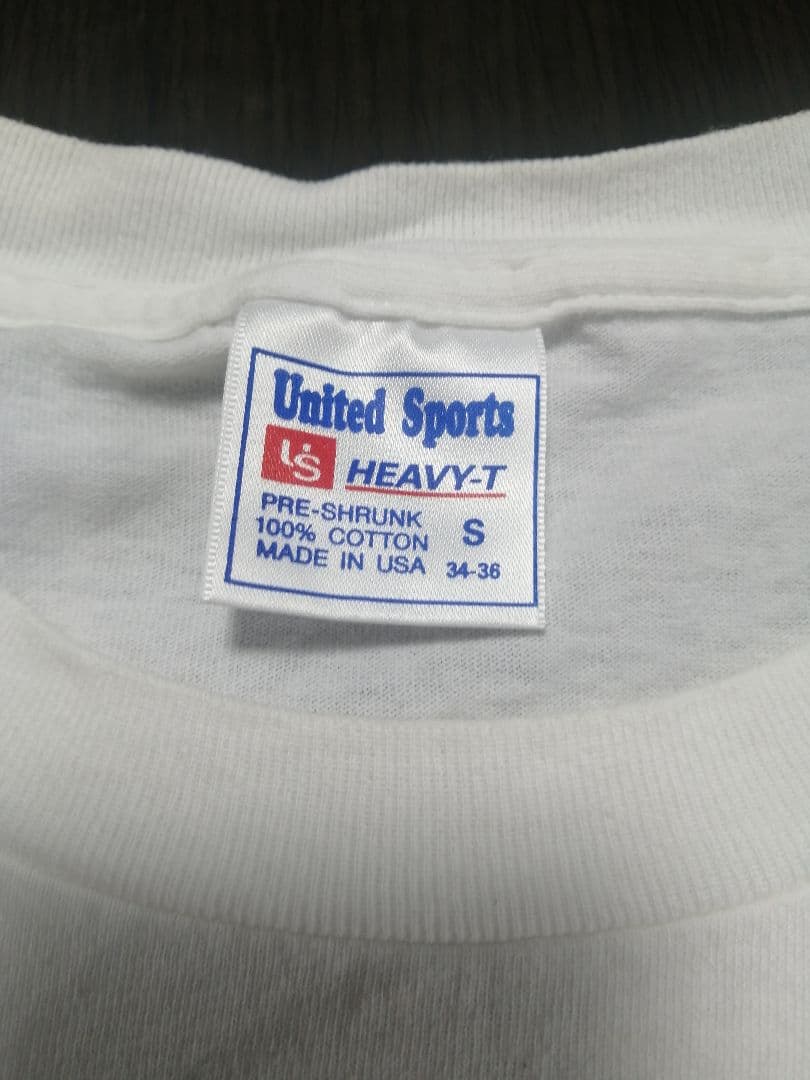 United Sports
US HEAVY-T
PRE-SHRUNK
100% COTTON S
MADE IN USA 34-36